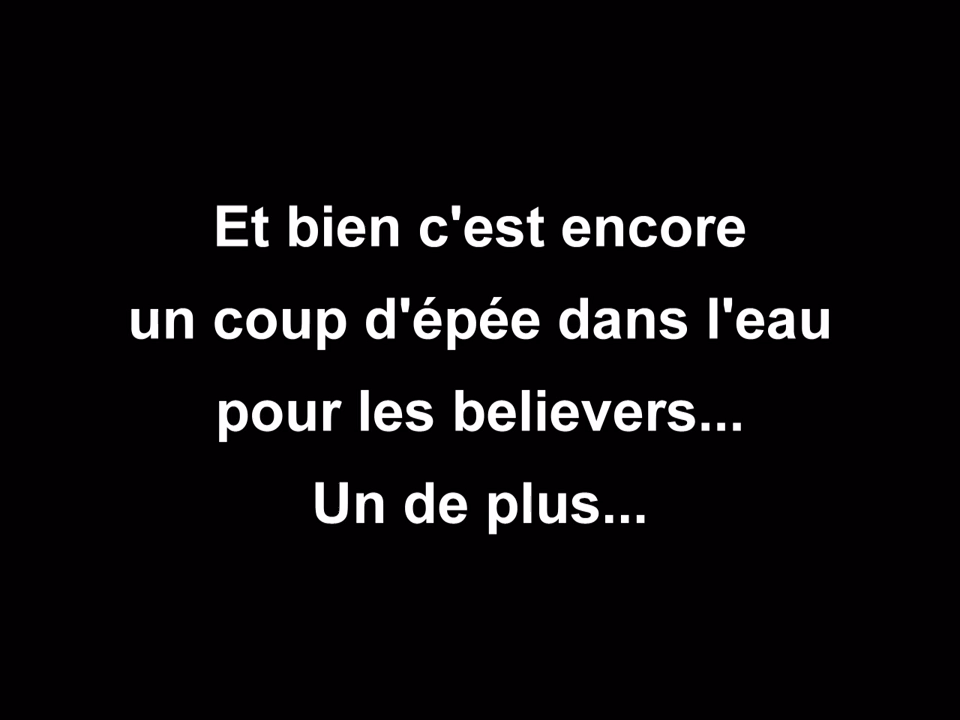 Et bien c'est encore
un coup d'épée dans l'eau
pour les believers...
Un de plus...